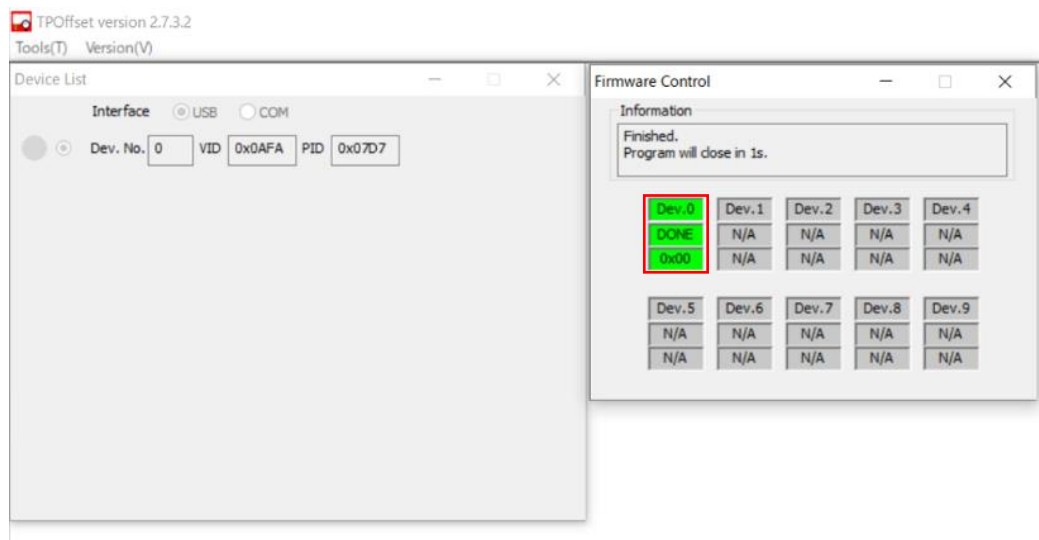 TPOffset version 2.7.3.2
Tools(T) Version(V)
Device List
Interface USB COM
Dev. No. 0 VID 0x0AFA PID 0x07D7
Firmware Control
Information
Finished.
Program will close in 1s.
Dev.0 Dev.1 Dev.2 Dev.3 Dev.4
DONE N/A N/A N/A N/A
0x00 N/A N/A N/A N/A
Dev.5 Dev.6 Dev.7 Dev.8 Dev.9
N/A N/A N/A N/A N/A
N/A N/A N/A N/A N/A